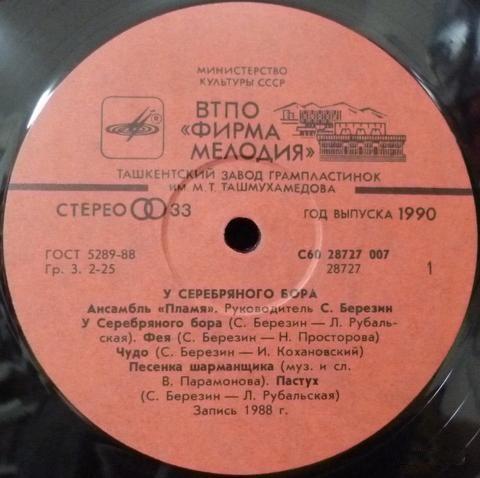 МИНИСТЕРСТВО
КУЛЬТУРЫ СССР
ВТПО
«ФИРМА
МЕЛОДИЯ»
ТАШКЕНТСКИЙ ЗАВОД ГРАМПЛАСТИНОК
ИМ М.Т. ТАШМУХАМЕДОВА
СТЕРЕО 33
ГОД ВЫПУСКА 1990
ГОСТ 5289-88
Гр. 3. 2-25
С60 28727 007
28727
1
У СЕРЕБРЯНОГО БОРА
Ансамбль «Пламя». Руководитель С. Березин
У Серебряного бора (С. Березин — Л. Рубаль-
ская). Фея (С. Березин — Н. Просторова)
Чудо (С. Березин — И. Кохановский)
Песенка шарманщика (муз. и сл.
В. Парамонова). Пастух
(С. Березин — Л. Рубальская)
Запись 1988 г.